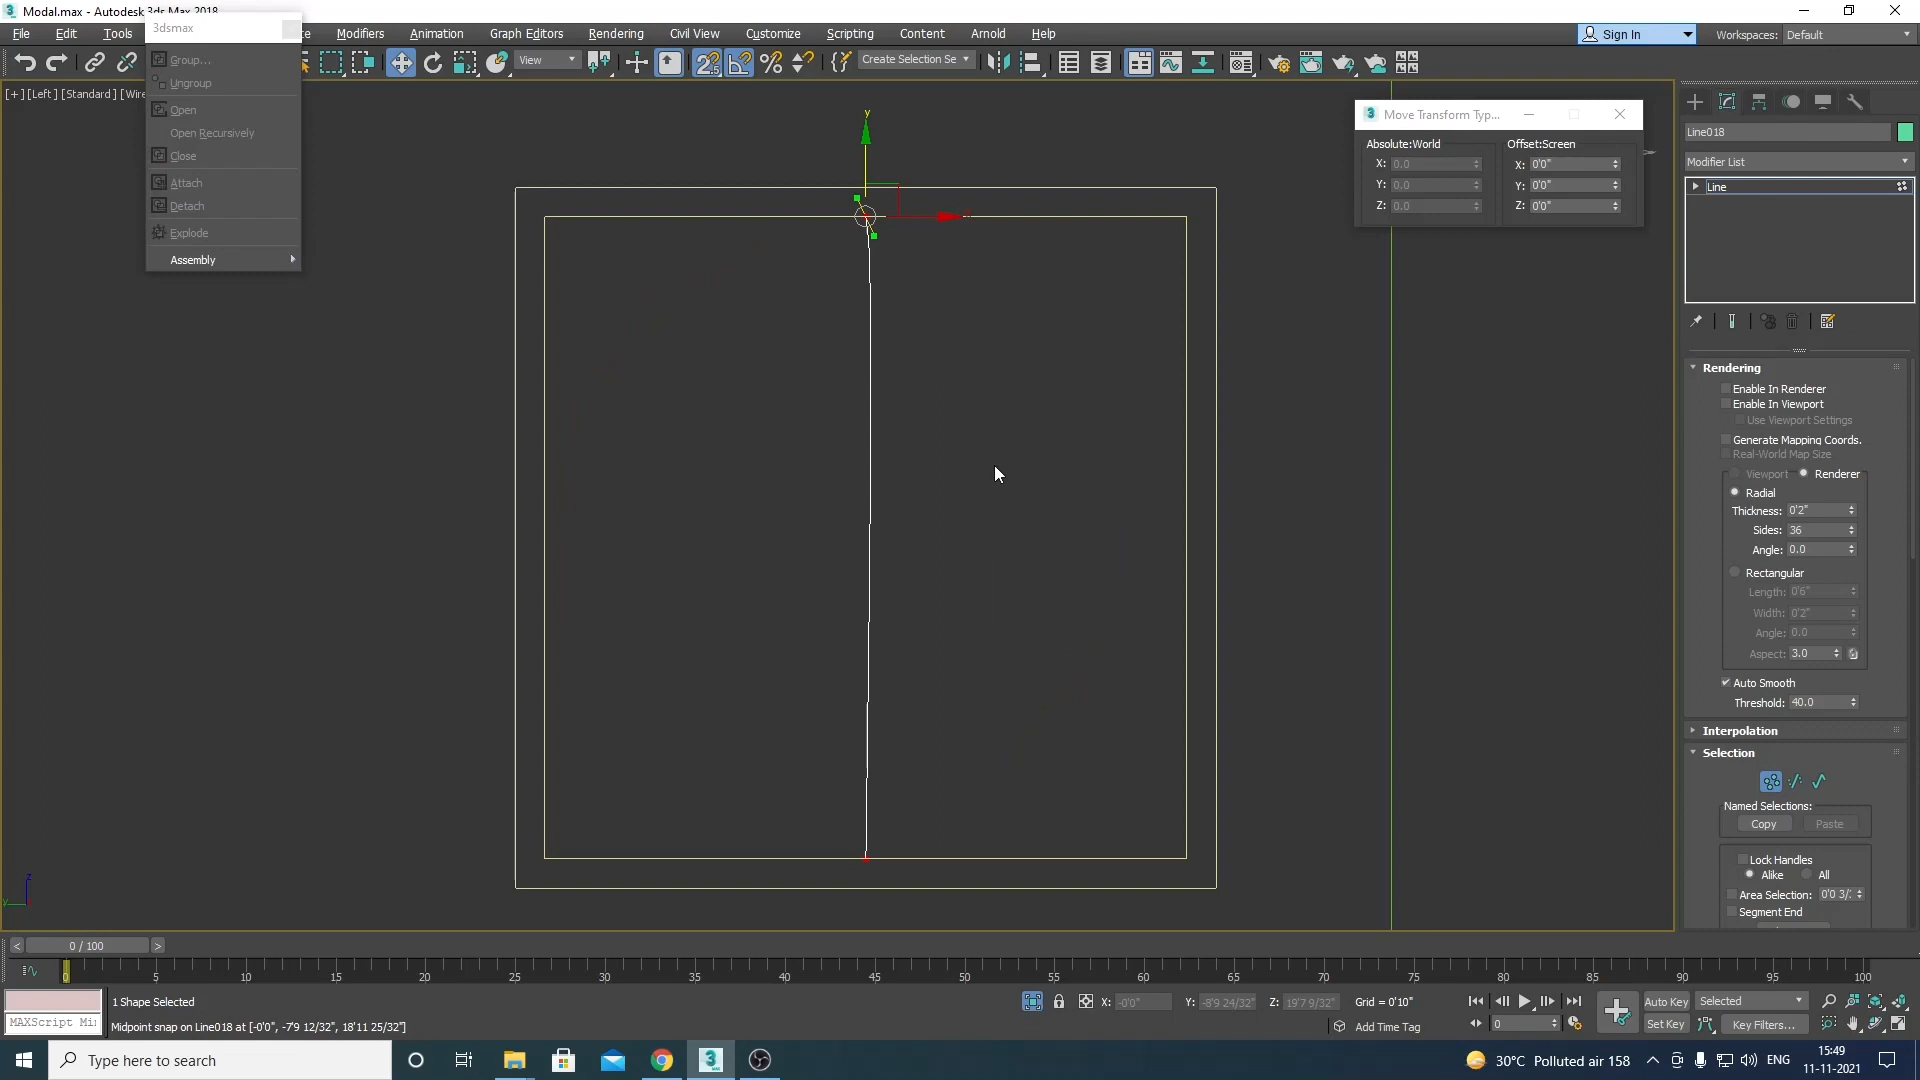 Modal.max - Autodesk 3ds Max 2018
3dsmax
File Edit Tools
Modifiers Animation Graph Editors Rendering Civil View Customize Scripting Content Arnold Help
Sign In
Workspaces: Default
View
Create Selection Se
[+] [Left] [Standard] [Wire
Group...
Ungroup
Open
Open Recursively
Close
Attach
Detach
Explode
Assembly
y
Move Transform Typ...
Absolute:World Offset:Screen
X: 0.0 X: 0'0"
Y: 0.0 Y: 0'0"
Z: 0.0 Z: 0'0"
Line018
Modifier List
Line
Rendering
Enable In Renderer
Enable In Viewport
Use Viewport Settings
Generate Mapping Coords.
Real-World Map Size
Viewport Renderer
Radial
Thickness: 0'2"
Sides: 36
Angle: 0.0
Rectangular
Length: 0'6"
Width: 0'2"
Angle: 0.0
Aspect: 3.0
Auto Smooth
Threshold: 40.0
Interpolation
Selection
Named Selections:
Copy Paste
Lock Handles
Alike All
Area Selection: 0'0 3/:
Segment End
z
y
< 0 / 100 >
0 5 10 15 20 25 30 35 40 45 50 55 60 65 70 75 80 85 90 95 100
1 Shape Selected
X: -0'0" Y: -8'9 24/32" Z: 19'7 9/32" Grid = 0'10"
Auto Key Selected
MAXScript Mi
Midpoint snap on Line018 at [-0'0", -7'9 12/32", 18'11 25/32"]
Add Time Tag
0
Set Key Key Filters...
Type here to search
30°C Polluted air 158
ENG
15:49
11-11-2021